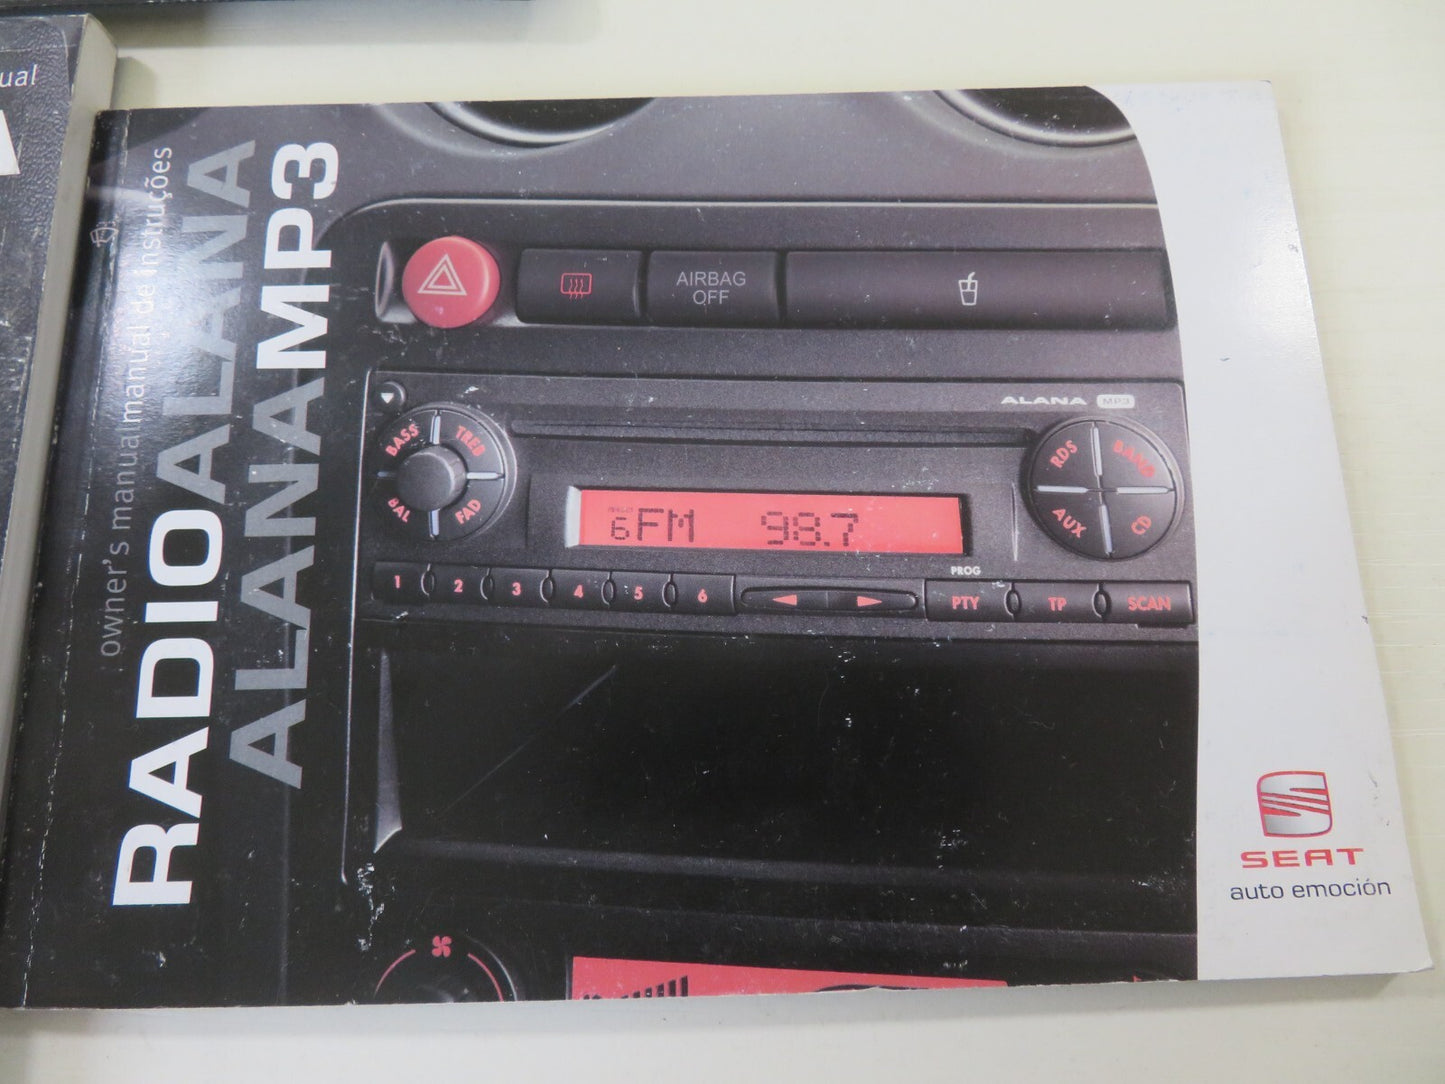 ual
owner's manual manual de instruções
RADIOALANA
ALANAMP3
AIRBAG
OFF
ALANA MP3
BASS
TREB
BAL
FAD
RDS
BAND
AUX
CD
6FM 98.7
1 2 3 4 5 6
PROG
PTY TP SCAN
SEAT
auto emoción